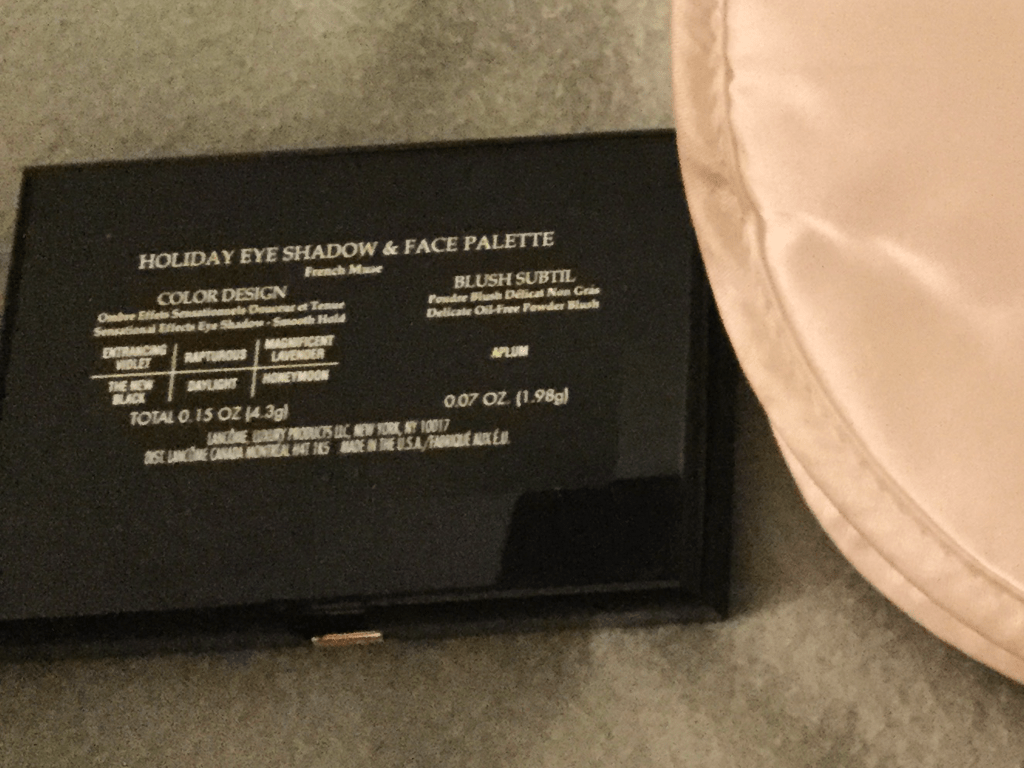 HOLIDAY EYE SHADOW & FACE PALETTE
French Muse
COLOR DESIGN
Ombre Effets Sensationnels Douceur et Tenue
Sensational Effects Eye Shadow - Smooth Hold
ENTRANCING VIOLET
RAPTUROUS
MAGNIFICENT LAVENDER
THE NEW BLACK
DAYLIGHT
HONEYMOON
TOTAL 0.15 OZ (4.3g)
BLUSH SUBTIL
Poudre Blush Délicat Non Gras
Delicate Oil-Free Powder Blush
APLUM
0.07 OZ. (1.98g)
LANCÔME, LUXURY PRODUCTS LLC, NEW YORK, NY 10017
DIST. LANCÔME CANADA MONTRÉAL H4T 1K5 MADE IN THE U.S.A./FABRIQUÉ AUX É.U.